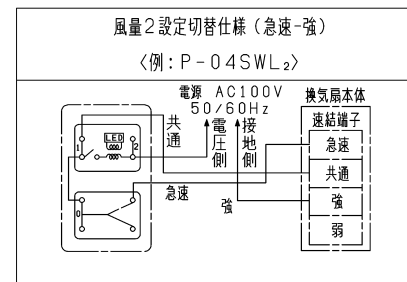 風量2設定切替仕様（急速-強）
〈例：P-04SWL₂〉
電源 AC100V
50/60Hz
換気扇本体
速結端子
急速
共通
強
弱
共通
電圧側
接地側
LED
1
2
0
急速
強